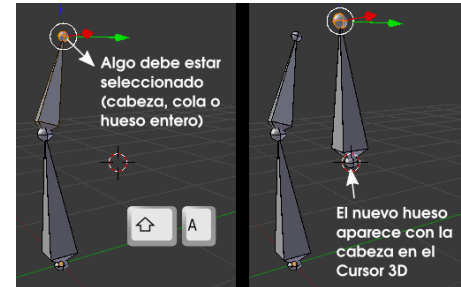 Algo debe estar
seleccionado
(cabeza, cola o
hueso entero)
A
El nuevo hueso
aparece con la
cabeza en el
Cursor 3D